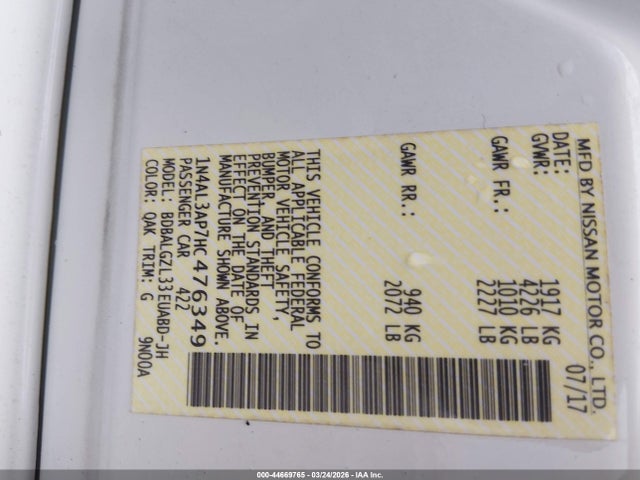 MFD BY NISSAN MOTOR CO., LTD.
DATE: 07/17
GVWR: 1917 KG
4226 LB
GAWR FR.: 1010 KG
2227 LB
GAWR RR.: 940 KG
2072 LB
THIS VEHICLE CONFORMS TO
ALL APPLICABLE FEDERAL
MOTOR VEHICLE SAFETY,
BUMPER, AND THEFT
PREVENTION STANDARDS IN
EFFECT ON THE DATE OF
MANUFACTURE SHOWN ABOVE.
1N4AL3AP7HC476349
PASSENGER CAR 422
MODEL: BDBALGZL33EUABD-JH
COLOR: QAK TRIM: G 9N00A
000-44669765 - 03/24/2026 - IAA Inc.